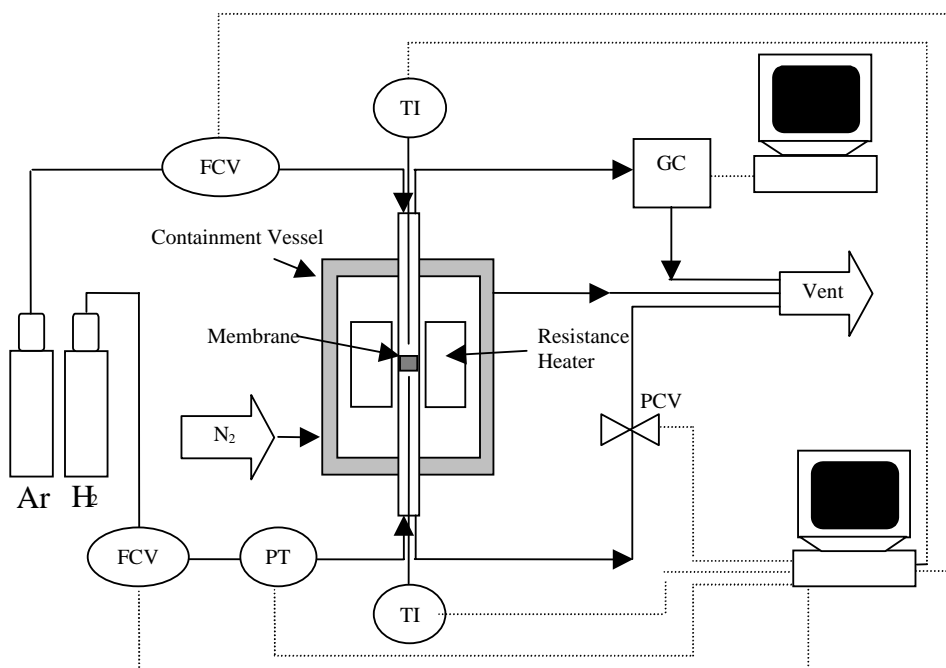 TI
FCV
GC
Containment Vessel
Vent
Membrane
Resistance
Heater
PCV
N₂
Ar
H₂
FCV
PT
TI